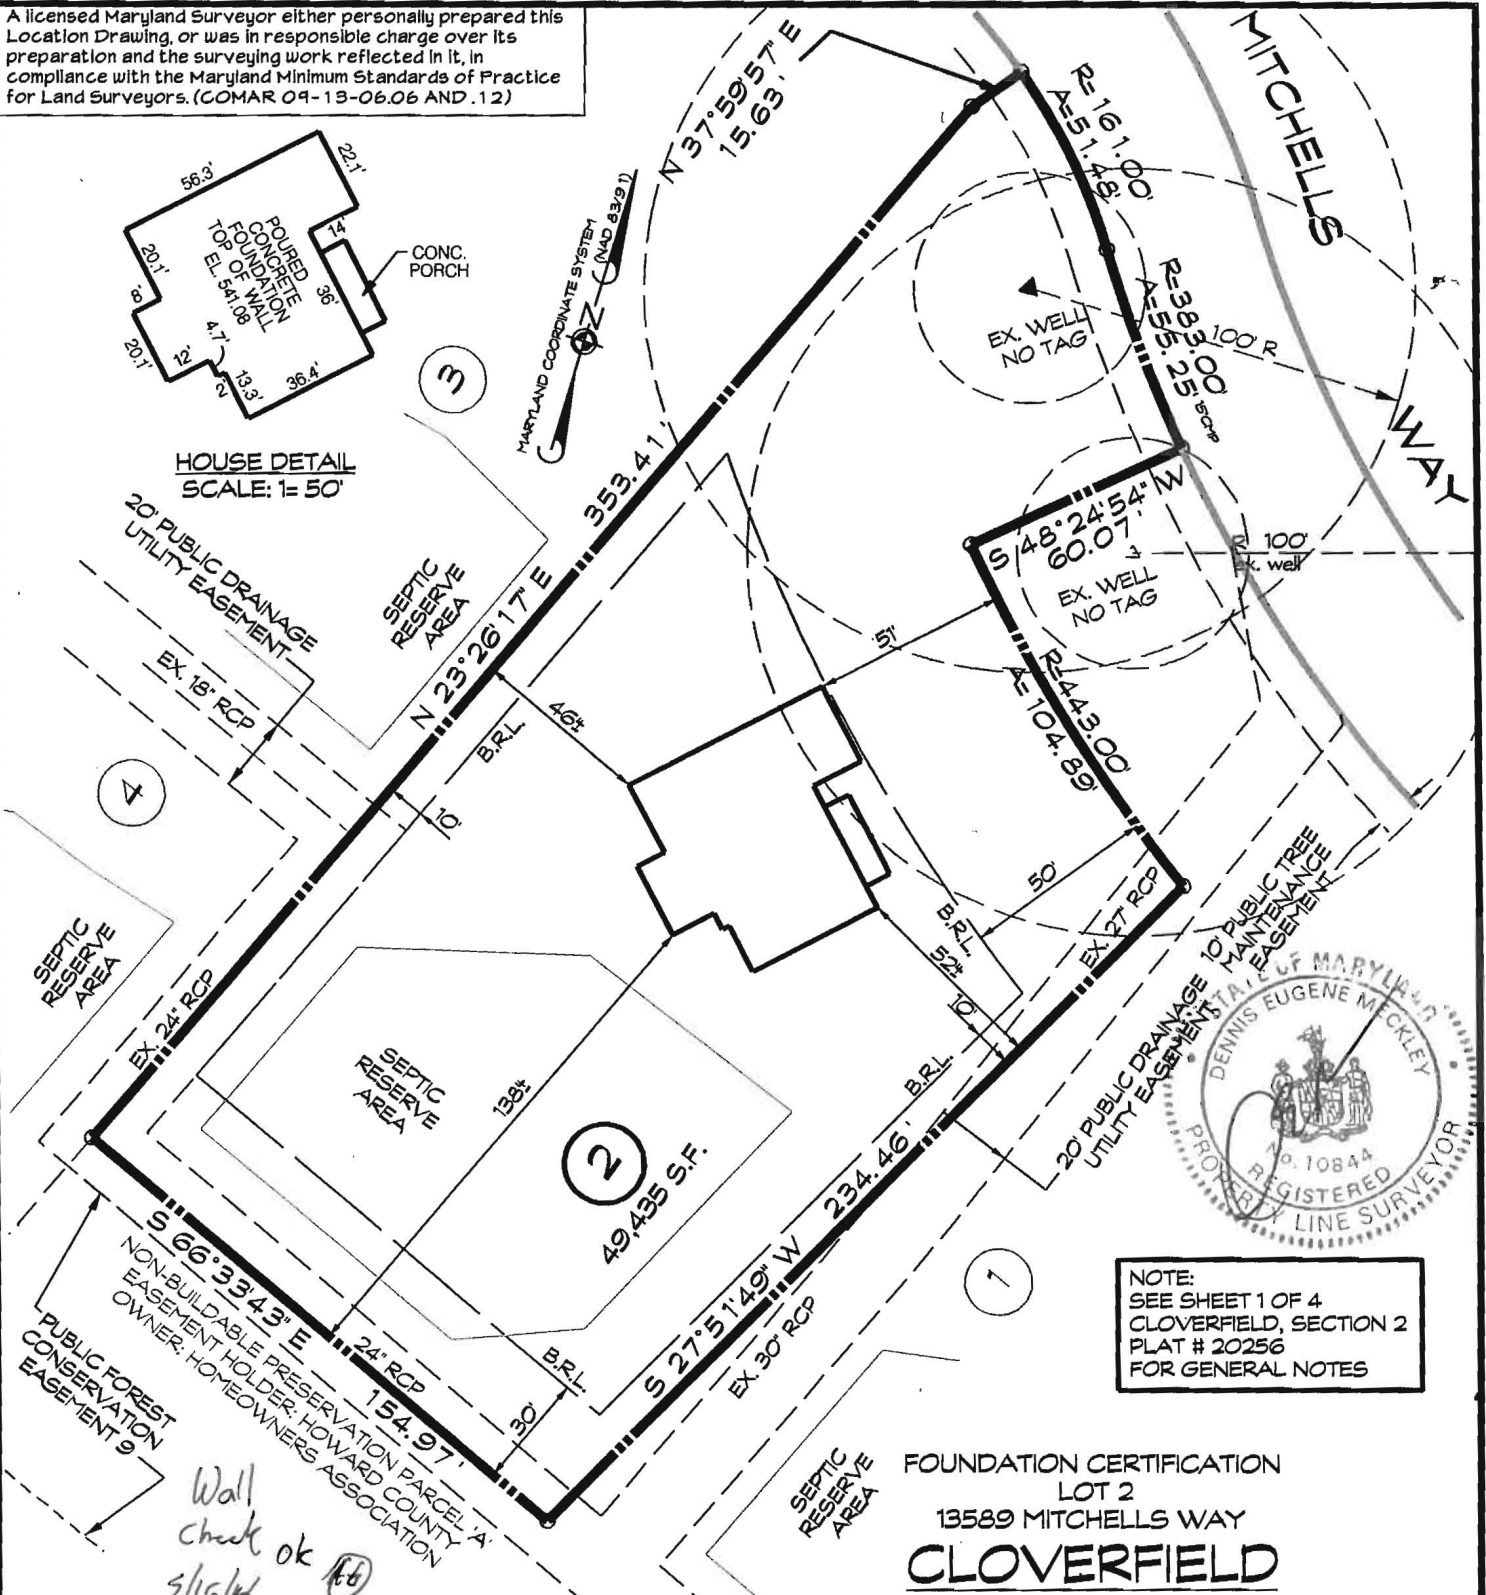 A licensed Maryland Surveyor either personally prepared this
Location Drawing, or was in responsible charge over its
preparation and the surveying work reflected in it, in
compliance with the Maryland Minimum Standards of Practice
for Land Surveyors. (COMAR 09-13-06.06 AND .12)
N 37°59'57" E
15.63'
R= 161.00'
A=51.48'
MITCHELLS
WAY
56.3'
22.1'
14'
20.1'
8'
20.1'
12'
4.7'
2'
13.3'
36.4'
36'
POURED
CONCRETE
FOUNDATION
TOP OF WALL
EL. 541.08
CONC.
PORCH
HOUSE DETAIL
SCALE: 1= 50'
MARYLAND COORDINATE SYSTEM
(NAD 83/91)
N
3
EX. WELL
NO TAG
100' R
R=383.00'
A=55.25'
15"CMP
353.41'
N 23°26'17" E
S 48°24'54" W
60.07'
EX. WELL
NO TAG
100'
ex. well
20' PUBLIC DRAINAGE
UTILITY EASEMENT
EX. 18" RCP
SEPTIC
RESERVE
AREA
46±
51'
B.R.L.
R=443.00'
A= 104.89'
4
10'
50'
B.R.L.
52±
10'
EX. 27" RCP
10' PUBLIC TREE
MAINTENANCE
EASEMENT
20' PUBLIC DRAINAGE
UTILITY EASEMENT
SEPTIC
RESERVE
AREA
EX. 24" RCP
SEPTIC
RESERVE
AREA
138±
2
49,435 S.F.
B.R.L.
234.46'
S 27°51'49" W
EX. 30" RCP
1
STATE OF MARYLAND
DENNIS EUGENE MECKLEY
No. 10844
REGISTERED
PROPERTY LINE SURVEYOR
S 66°33'43" E
154.97'
24" RCP
B.R.L.
30'
NON-BUILDABLE PRESERVATION PARCEL 'A'
EASEMENT HOLDER: HOWARD COUNTY
OWNER: HOMEOWNERS ASSOCIATION
PUBLIC FOREST
CONSERVATION
EASEMENT 9
NOTE:
SEE SHEET 1 OF 4
CLOVERFIELD, SECTION 2
PLAT # 20256
FOR GENERAL NOTES
SEPTIC
RESERVE
AREA
Wall
check ok
FOUNDATION CERTIFICATION
LOT 2
13589 MITCHELLS WAY
CLOVERFIELD